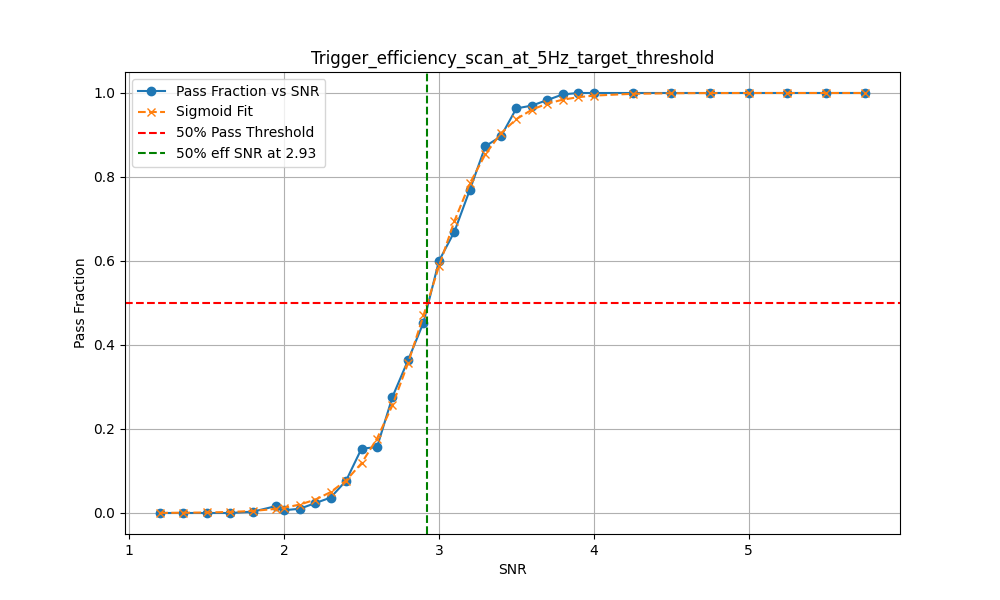 Trigger_efficiency_scan_at_5Hz_target_threshold
Pass Fraction vs SNR
Sigmoid Fit
50% Pass Threshold
50% eff SNR at 2.93
1.0
0.8
0.6
0.4
0.2
0.0
Pass Fraction
1 2 3 4 5
SNR